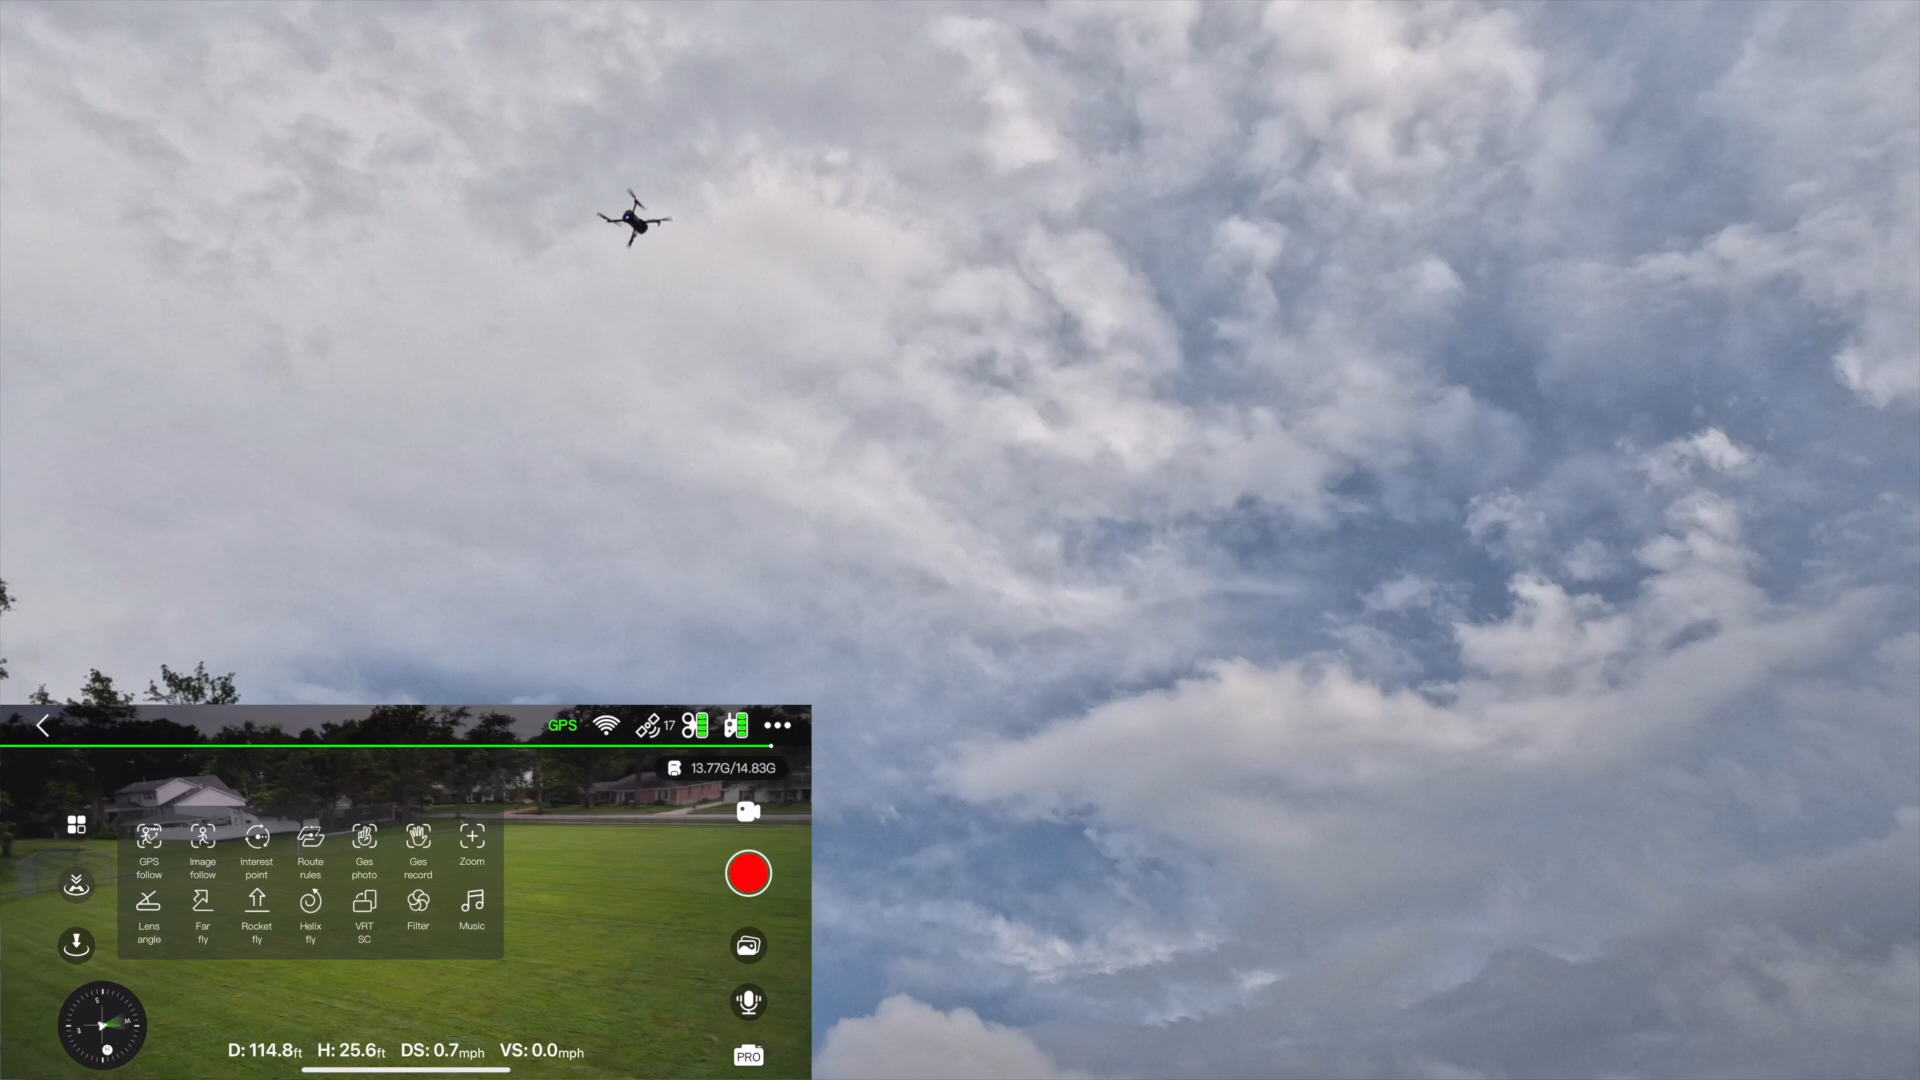 GPS 17
13.77G/14.83G
GPS follow
Image follow
Interest point
Route rules
Ges photo
Ges record
Zoom
Lens angle
Far fly
Rocket fly
Helix fly
VRT SC
Filter
Music
S
E
W
D: 114.8ft H: 25.6ft DS: 0.7mph VS: 0.0mph
PRO